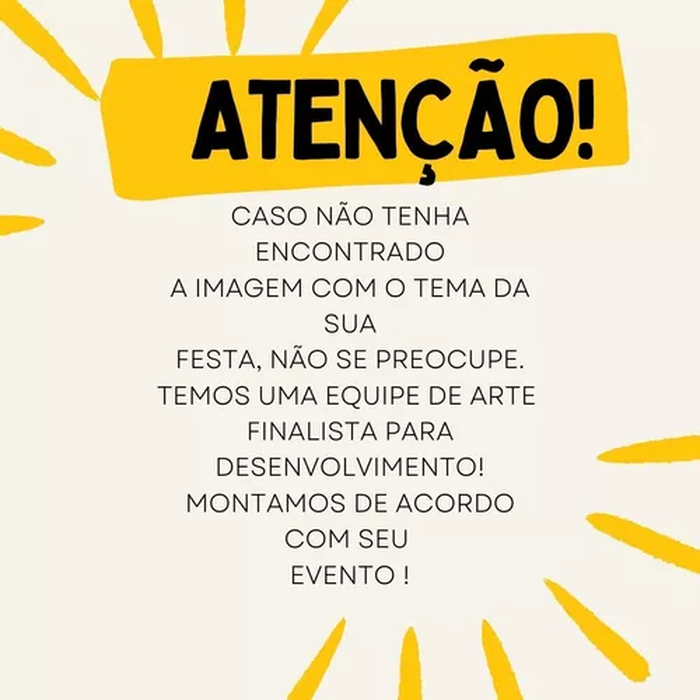 ATENÇÃO!
CASO NÃO TENHA
ENCONTRADO
A IMAGEM COM O TEMA DA
SUA
FESTA, NÃO SE PREOCUPE.
TEMOS UMA EQUIPE DE ARTE
FINALISTA PARA
DESENVOLVIMENTO!
MONTAMOS DE ACORDO
COM SEU
EVENTO !